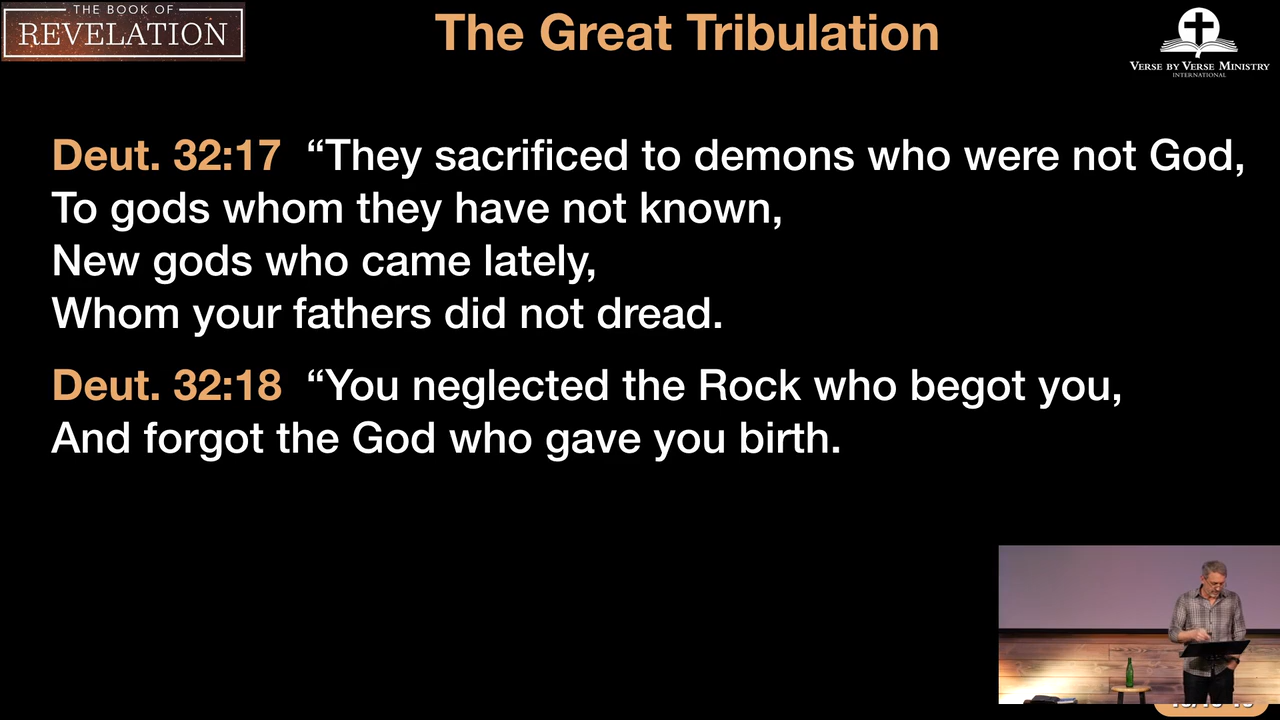 THE BOOK OF
REVELATION
The Great Tribulation
VERSE BY VERSE MINISTRY
INTERNATIONAL
Deut. 32:17 “They sacrificed to demons who were not God,
To gods whom they have not known,
New gods who came lately,
Whom your fathers did not dread.
Deut. 32:18 “You neglected the Rock who begot you,
And forgot the God who gave you birth.